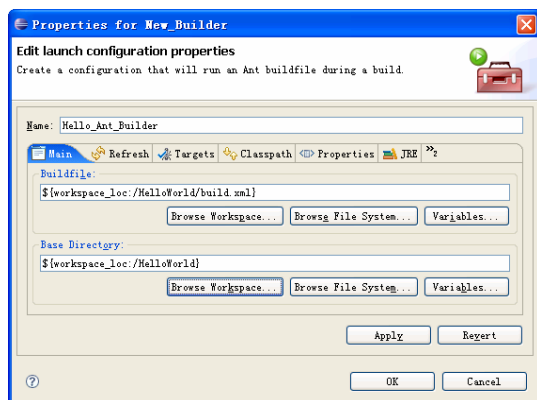 Properties for New_Builder
Edit launch configuration properties
Create a configuration that will run an Ant buildfile during a build.
Name: Hello_Ant_Builder
Main Refresh Targets Classpath Properties JRE »2
Buildfile:
${workspace_loc:/HelloWorld/build.xml}
Browse Workspace... Browse File System... Variables...
Base Directory:
${workspace_loc:/HelloWorld}
Browse Workspace... Browse File System... Variables...
Apply Revert
? OK Cancel